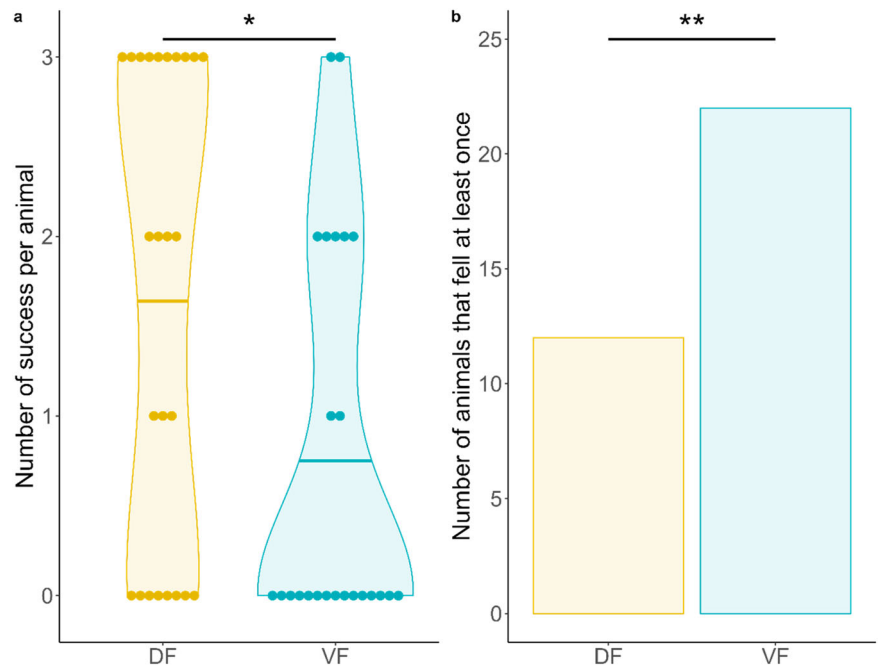 a
*
Number of success per animal
3
2
1
0
DF VF
b
**
Number of animals that fell at least once
25
20
15
10
5
0
DF VF